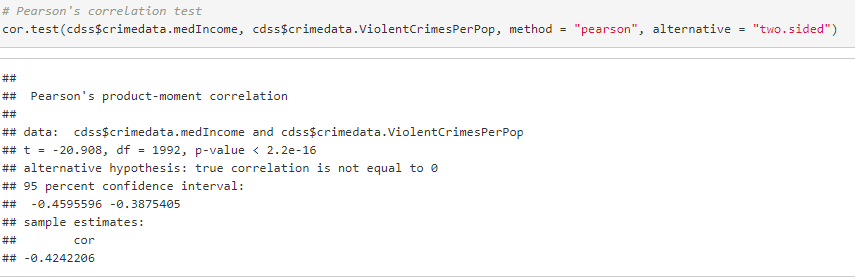 # Pearson's correlation test
cor.test(cdss$crimedata.medIncome, cdss$crimedata.ViolentCrimesPerPop, method = "pearson", alternative = "two.sided")
##
##  Pearson's product-moment correlation
##
## data:  cdss$crimedata.medIncome and cdss$crimedata.ViolentCrimesPerPop
## t = -20.908, df = 1992, p-value < 2.2e-16
## alternative hypothesis: true correlation is not equal to 0
## 95 percent confidence interval:
##  -0.4595596 -0.3875405
## sample estimates:
##        cor
## -0.4242206